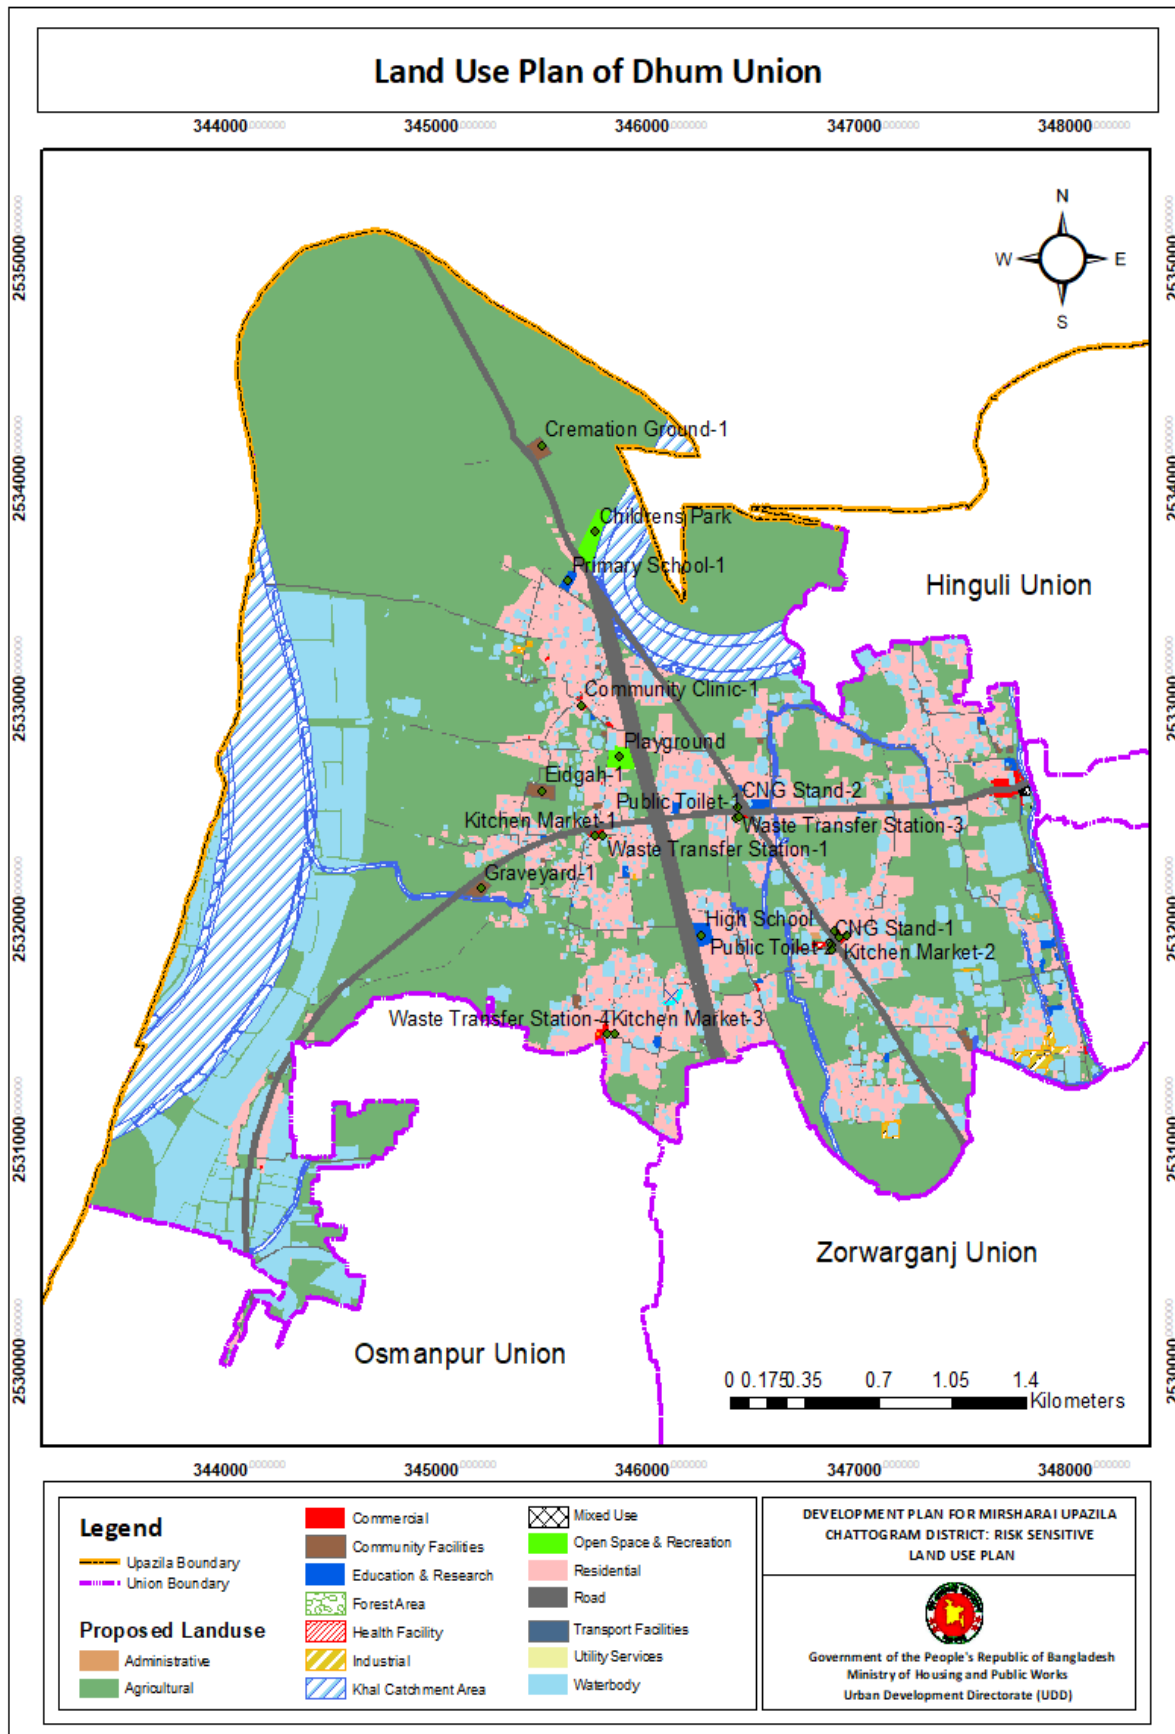 Land Use Plan of Dhum Union
344000 345000 346000 347000 348000
2535000 2535000
N
W E
S
Cremation Ground-1
2534000 2534000
Childrens Park
Primary School-1
Hinguli Union
2533000 2533000
Community Clinic-1
Playground
Eidgah-1
Public Toilet-1
CNG Stand-2
Kitchen Market-1
Waste Transfer Station-3
Waste Transfer Station-1
Graveyard-1
2532000 2532000
High School
CNG Stand-1
Public Toilet-2
Kitchen Market-2
Waste Transfer Station-4
Kitchen Market-3
2531000 2531000
Zorwarganj Union
Osmanpur Union
2530000 2530000
0 0.175 0.35 0.7 1.05 1.4
Kilometers
344000 345000 346000 347000 348000
Legend
Upazila Boundary
Union Boundary
Proposed Landuse
Administrative
Agricultural
Commercial
Community Facilities
Education & Research
Forest Area
Health Facility
Industrial
Khal Catchment Area
Mixed Use
Open Space & Recreation
Residential
Road
Transport Facilities
Utility Services
Waterbody
DEVELOPMENT PLAN FOR MIRSHARAI UPAZILA
CHATTOGRAM DISTRICT: RISK SENSITIVE
LAND USE PLAN
Government of the People's Republic of Bangladesh
Ministry of Housing and Public Works
Urban Development Directorate (UDD)